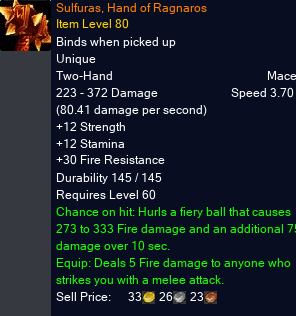 Sulfuras, Hand of Ragnaros
Item Level 80
Binds when picked up
Unique
Two-Hand Mace
223 - 372 Damage Speed 3.70
(80.41 damage per second)
+12 Strength
+12 Stamina
+30 Fire Resistance
Durability 145 / 145
Requires Level 60
Chance on hit: Hurls a fiery ball that causes
273 to 333 Fire damage and an additional
damage over 10 sec.
Equip: Deals 5 Fire damage to anyone who
strikes you with a melee attack.
Sell Price: 33 26 23